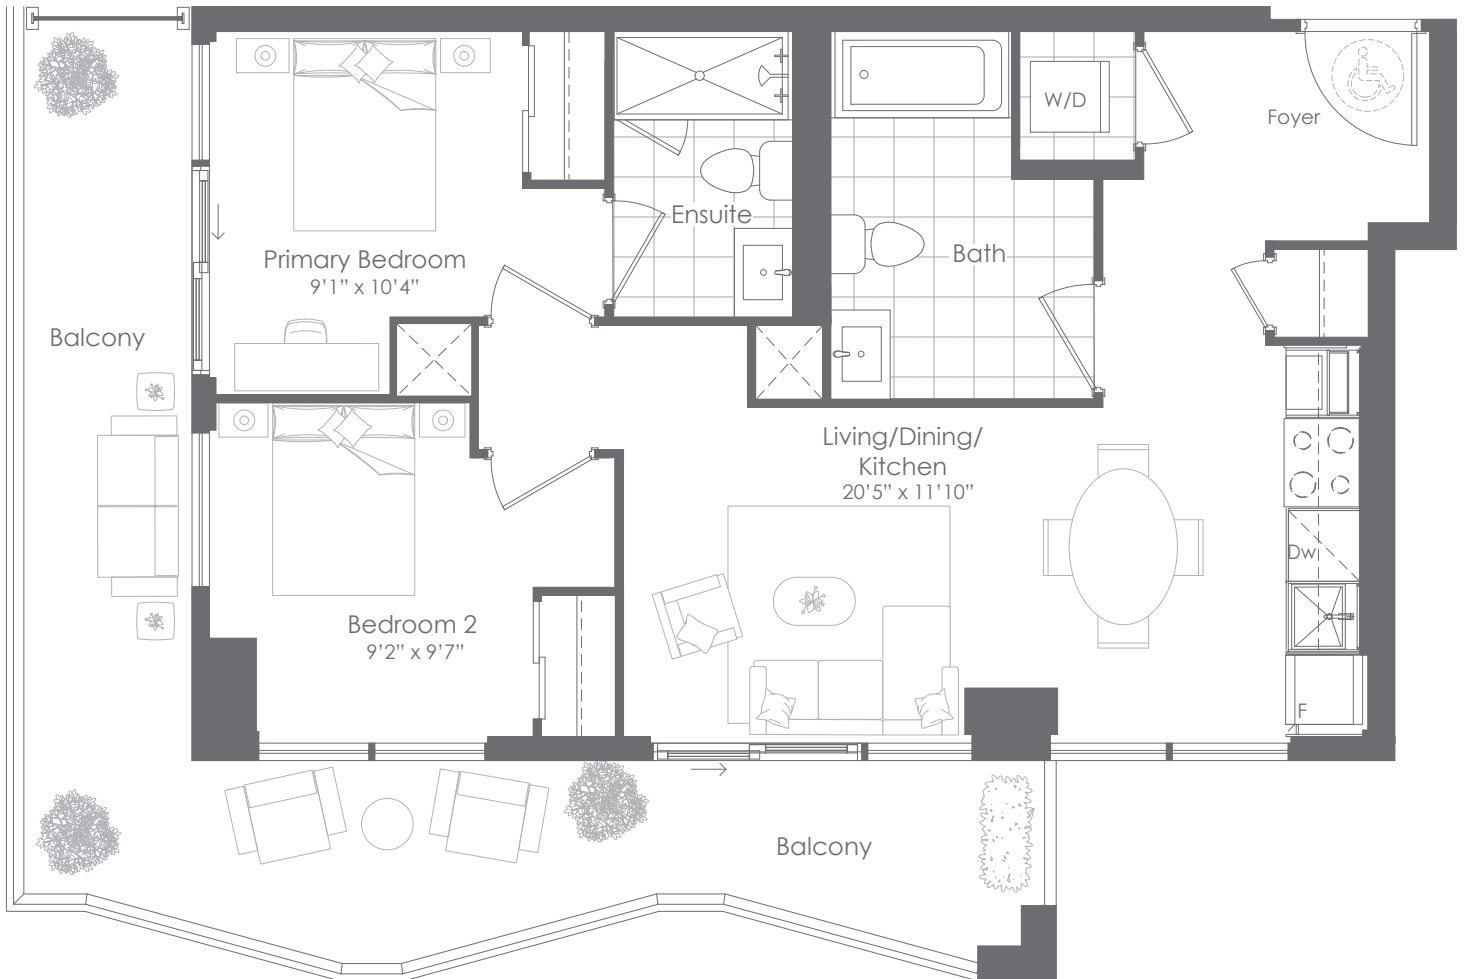 W/D
Foyer
Ensuite
Primary Bedroom
9’1” x 10’4”
Bath
Balcony
Living/Dining/
Kitchen
20’5” x 11’10”
Dw
Bedroom 2
9’2” x 9’7”
F
Balcony